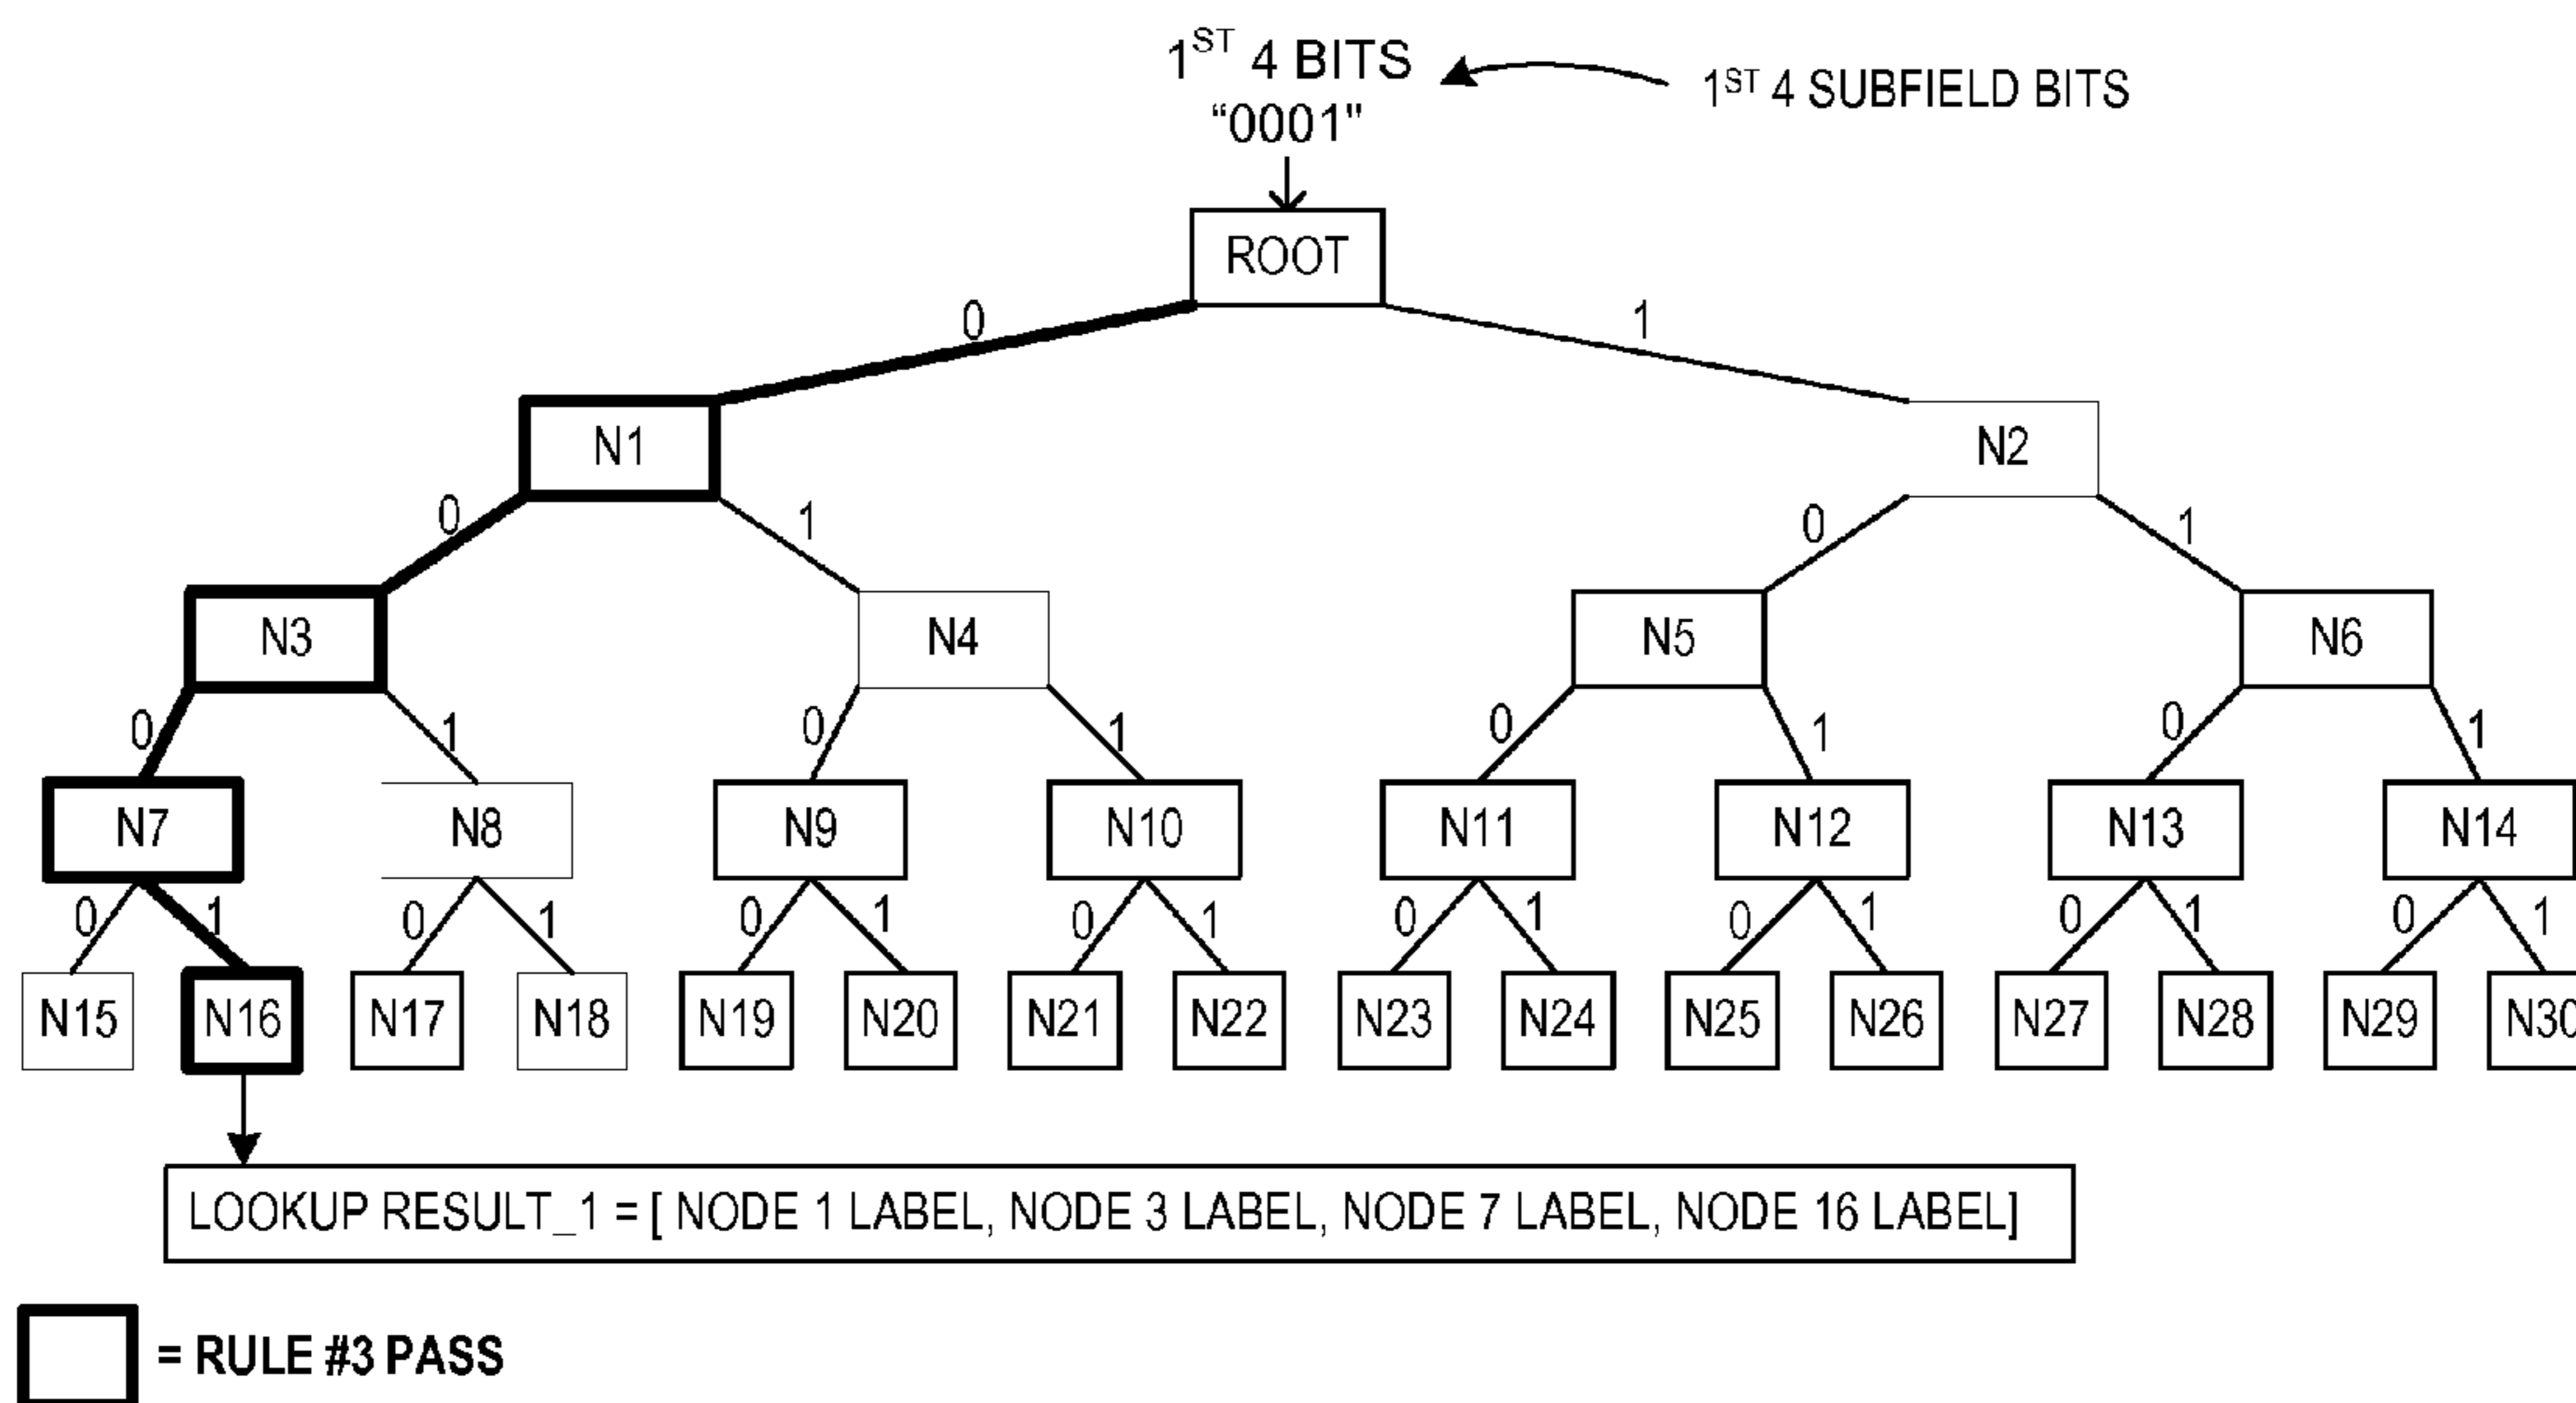 1ST 4 BITS
1ST 4 SUBFIELD BITS
“0001"
ROOT
0 1
N1 N2
0 1 0 1
N3 N4 N5 N6
0 1 0 1 0 1 0 1
N7 N8 N9 N10 N11 N12 N13 N14
0 1 0 1 0 1 0 1 0 1 0 1 0 1 0 1
N15 N16 N17 N18 N19 N20 N21 N22 N23 N24 N25 N26 N27 N28 N29 N30
LOOKUP RESULT_1 = [ NODE 1 LABEL, NODE 3 LABEL, NODE 7 LABEL, NODE 16 LABEL]
= RULE #3 PASS